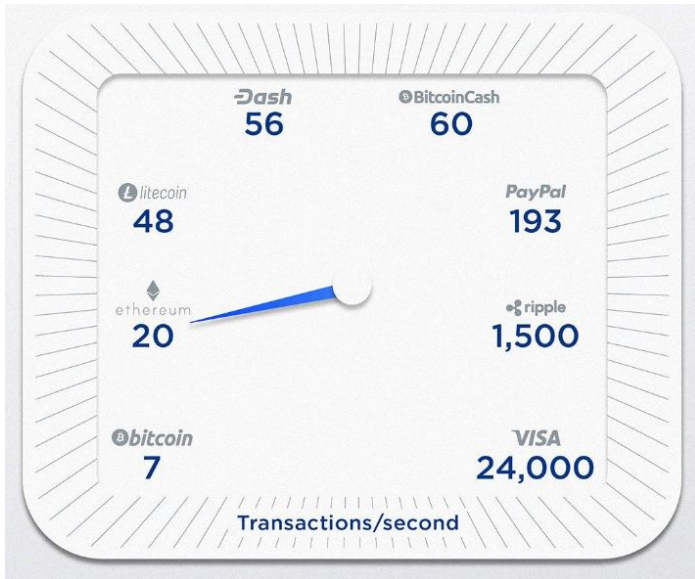 Dash
56
BitcoinCash
60
litecoin
48
PayPal
193
ethereum
20
ripple
1,500
bitcoin
7
VISA
24,000
Transactions/second